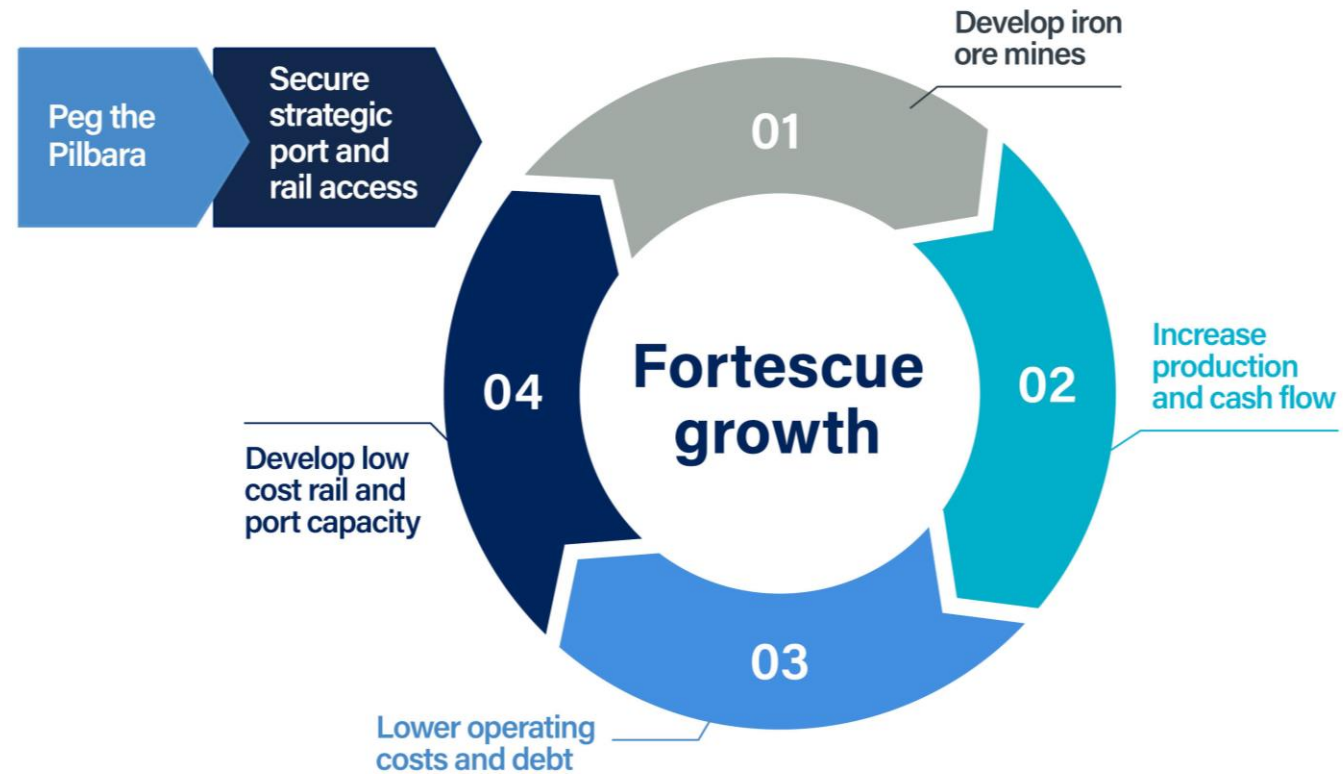 Peg the
Pilbara
Secure
strategic
port and
rail access
Develop iron
ore mines
01
Increase
production
and cash flow
02
Lower operating
costs and debt
03
Develop low
cost rail and
port capacity
04
Fortescue
growth